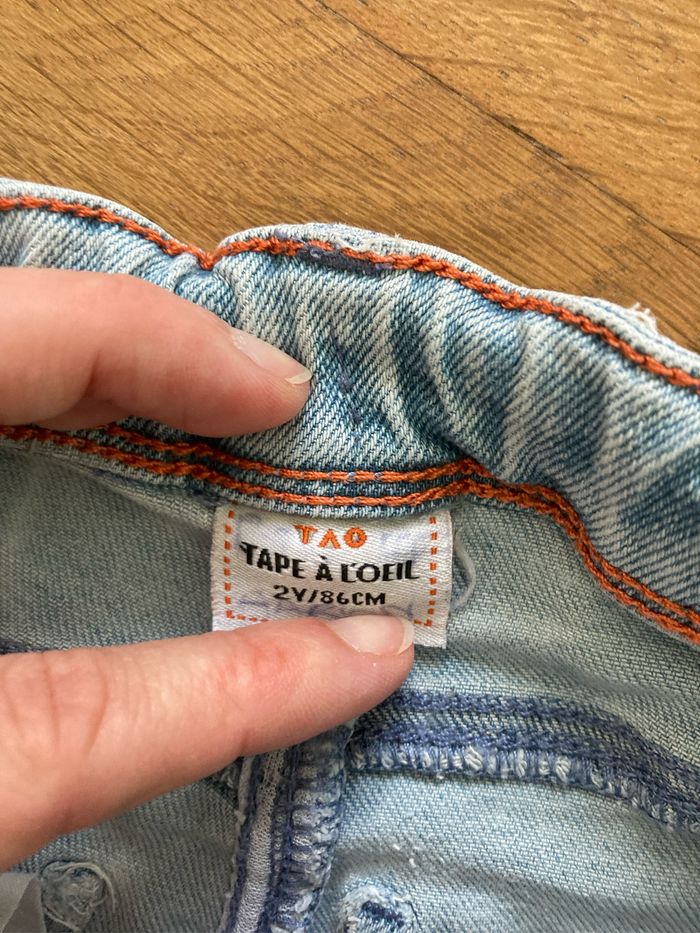 TAO
TAPE À L'OEIL
2Y/86CM